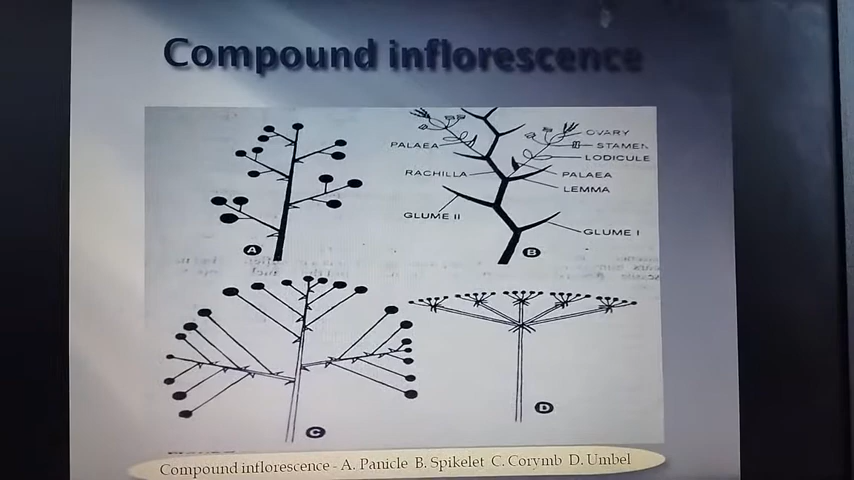 Compound inflorescence
PALAEA
OVARY
STAMEN
LODICULE
RACHILLA
PALAEA
LEMMA
GLUME II
GLUME I
A
B
C
D
Compound inflorescence - A. Panicle B. Spikelet C. Corymb D. Umbel